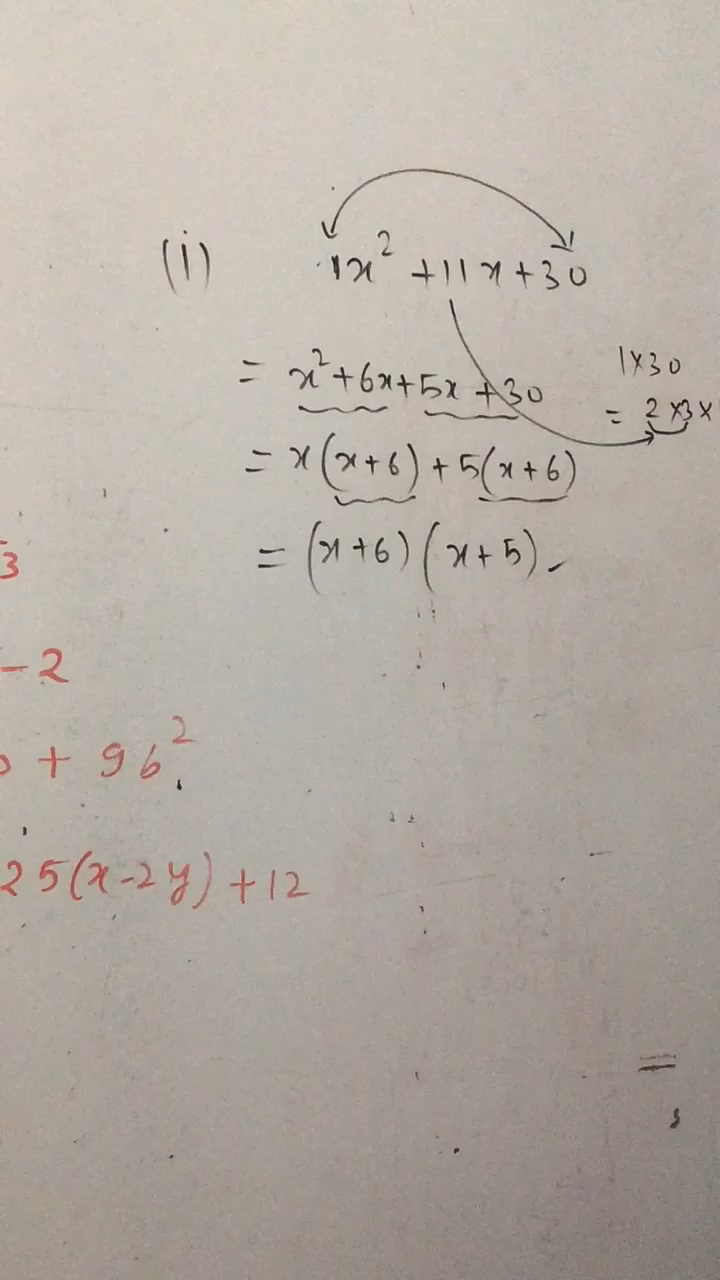 (i) 1x² + 11x + 30
= x² + 6x + 5x + 30
1 × 30
= 2 × 3 ×
= x(x + 6) + 5(x + 6)
= (x + 6)(x + 5)
3
- 2
+ 9b²
25(x - 2y) + 12
=